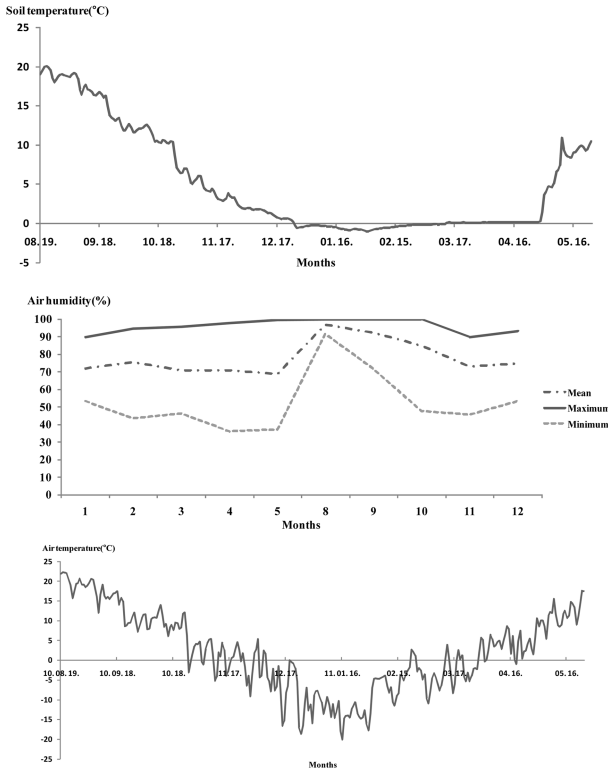 Soil temperature(°C)
25
20
15
10
5
0
-5
08. 19. 09. 18. 10. 18. 11. 17. 12. 17. 01. 16. 02. 15. 03. 17. 04. 16. 05. 16.
Months
Air humidity(%)
100
90
80
70
60
50
40
30
20
10
0
Mean
Maximum
Minimum
1 2 3 4 5 8 9 10 11 12
Months
Air temperature(°C)
25
20
15
10
5
0
-5
-10
-15
-20
-25
10. 08. 19. 10. 09. 18. 10. 18. 11. 17. 12. 17. 11. 01. 16. 02. 15. 03. 17. 04. 16. 05. 16.
Months